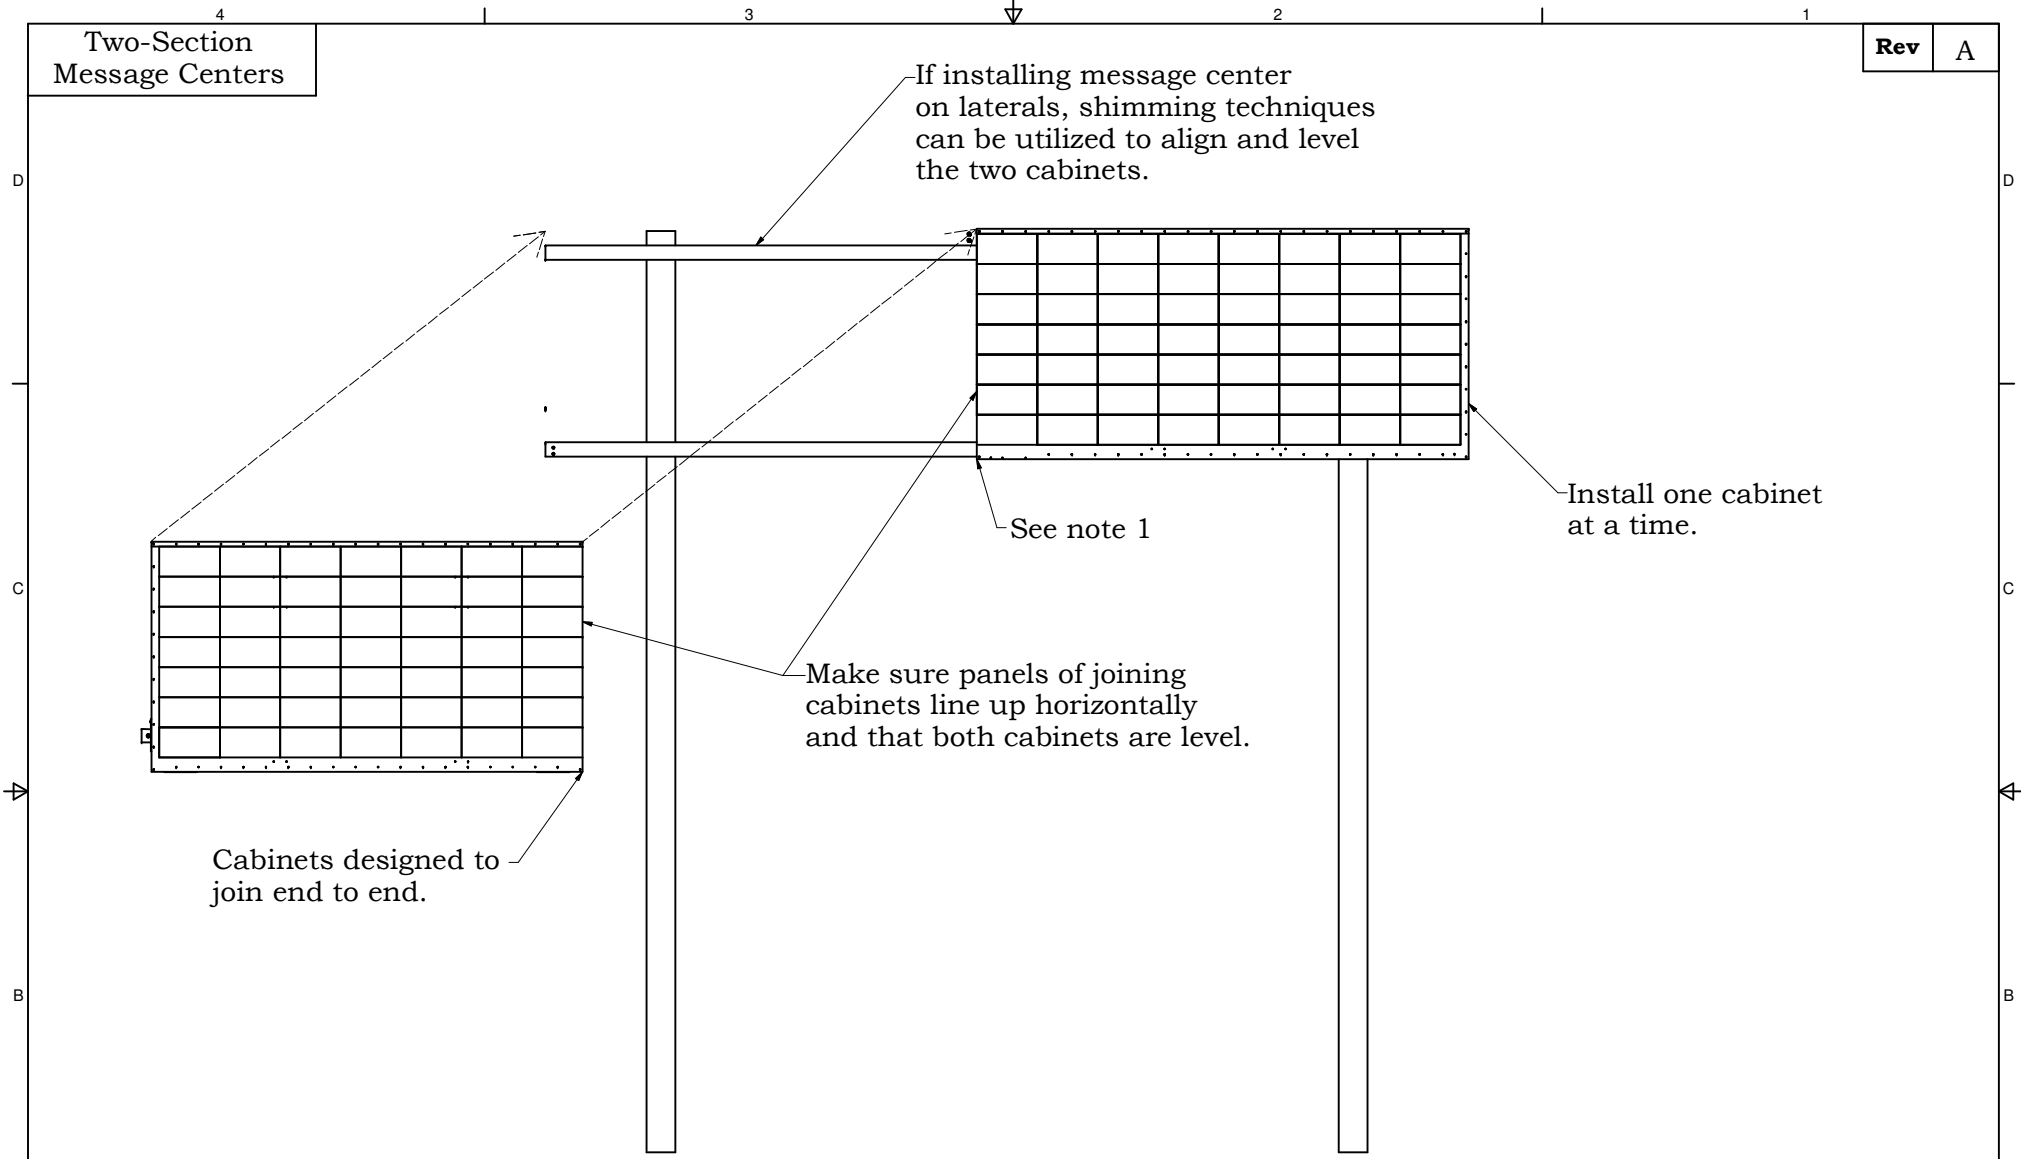 4
3
2
1
Two-Section
Message Centers
Rev A
If installing message center
on laterals, shimming techniques
can be utilized to align and level
the two cabinets.
D
D
Install one cabinet
at a time.
See note 1
C
C
Make sure panels of joining
cabinets line up horizontally
and that both cabinets are level.
Cabinets designed to
join end to end.
B
B